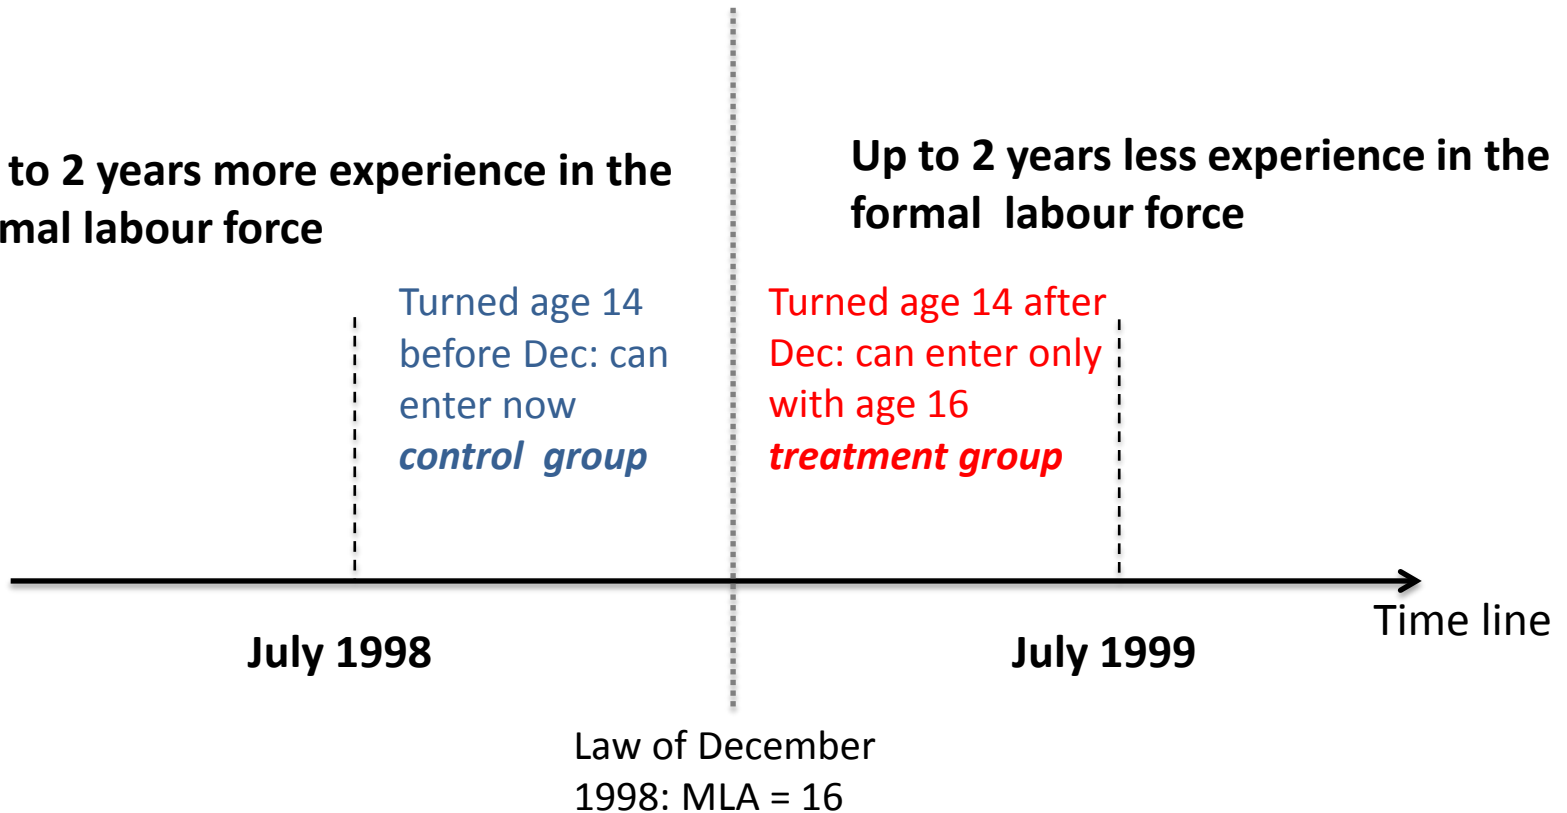 to 2 years more experience in the
mal labour force
Up to 2 years less experience in the
formal labour force
Turned age 14
before Dec: can
enter now
control group
Turned age 14 after
Dec: can enter only
with age 16
treatment group
Time line
July 1998
July 1999
Law of December
1998: MLA = 16